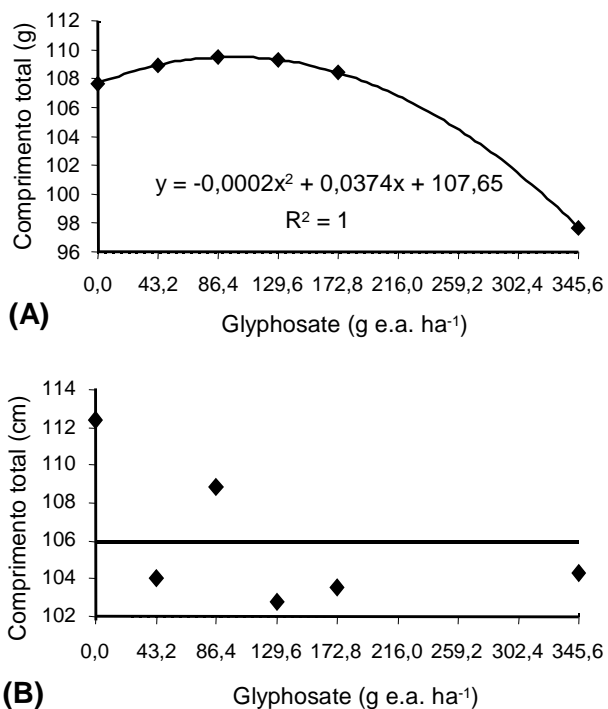 Comprimento total (g)
114
112
110
108
106
104
102
100
98
96
y = -0,0002x² + 0,0374x + 107,65
R² = 1
0,0 43,2 86,4 129,6 172,8 216,0 259,2 302,4 345,6
(A) Glyphosate (g e.a. ha⁻¹)
Comprimento total (cm)
114
112
110
108
106
104
102
0,0 43,2 86,4 129,6 172,8 216,0 259,2 302,4 345,6
(B) Glyphosate (g e.a. ha⁻¹)